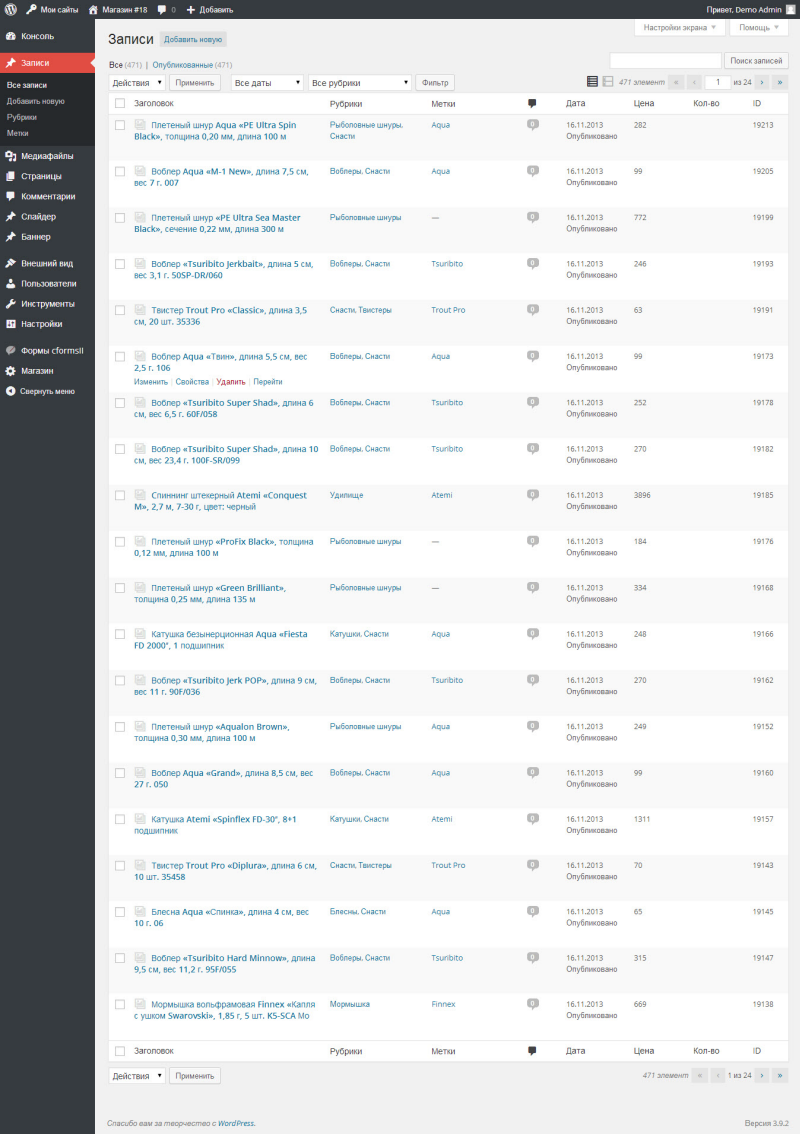 Мои сайты Магазин #18 0 Добавить Привет, Demo Admin
Консоль
Записи
Все записи
Добавить новую
Рубрики
Метки
Медиафайлы
Страницы
Комментарии
Слайдер
Баннер
Внешний вид
Пользователи
Инструменты
Настройки
Формы cformsII
Магазин
Свернуть меню
Настройки экрана Помощь
Записи Добавить новую
Все (471) | Опубликованные (471) Поиск записей
Действия Применить Все даты Все рубрики Фильтр 471 элемент « ‹ 1 из 24 › »
Заголовок Рубрики Метки Дата Цена Кол-во ID
Плетеный шнур Aqua «PE Ultra Spin Рыболовные шнуры, Aqua 0 16.11.2013 282 19213
Black», толщина 0,20 мм, длина 100 м Снасти Опубликовано
Воблер Aqua «M-1 New», длина 7,5 см, Воблеры, Снасти Aqua 0 16.11.2013 99 19205
вес 7 г. 007 Опубликовано
Плетеный шнур «PE Ultra Sea Master Рыболовные шнуры — 0 16.11.2013 772 19199
Black», сечение 0,22 мм, длина 300 м Опубликовано
Воблер «Tsuribito Jerkbait», длина 5 см, Воблеры, Снасти Tsuribito 0 16.11.2013 246 19193
вес 3,1 г. 50SP-DR/060 Опубликовано
Твистер Trout Pro «Classic», длина 3,5 Снасти, Твистеры Trout Pro 0 16.11.2013 63 19191
см, 20 шт. 35336 Опубликовано
Воблер Aqua «Твин», длина 5,5 см, вес Воблеры, Снасти Aqua 0 16.11.2013 99 19173
2,5 г. 106 Опубликовано
Изменить | Свойства | Удалить | Перейти
Воблер «Tsuribito Super Shad», длина 6 Воблеры, Снасти Tsuribito 0 16.11.2013 252 19178
см, вес 6,5 г. 60F/058 Опубликовано
Воблер «Tsuribito Super Shad», длина 10 Воблеры, Снасти Tsuribito 0 16.11.2013 270 19182
см, вес 23,4 г. 100F-SR/099 Опубликовано
Спиннинг штекерный Atemi «Conquest Удилище Atemi 0 16.11.2013 3896 19185
M», 2,7 м, 7-30 г, цвет: черный Опубликовано
Плетеный шнур «ProFix Black», толщина Рыболовные шнуры — 0 16.11.2013 184 19176
0,12 мм, длина 100 м Опубликовано
Плетеный шнур «Green Brilliant», Рыболовные шнуры — 0 16.11.2013 334 19168
толщина 0,25 мм, длина 135 м Опубликовано
Катушка безынерционная Aqua «Fiesta Катушки, Снасти Aqua 0 16.11.2013 248 19166
FD 2000", 1 подшипник Опубликовано
Воблер «Tsuribito Jerk POP», длина 9 см, Воблеры, Снасти Tsuribito 0 16.11.2013 270 19162
вес 11 г. 90F/036 Опубликовано
Плетеный шнур «Aqualon Brown», Рыболовные шнуры Aqua 0 16.11.2013 249 19152
толщина 0,30 мм, длина 100 м Опубликовано
Воблер Aqua «Grand», длина 8,5 см, вес Воблеры, Снасти Aqua 0 16.11.2013 99 19160
27 г. 050 Опубликовано
Катушка Atemi «Spinflex FD-30", 8+1 Катушки, Снасти Atemi 0 16.11.2013 1311 19157
подшипник Опубликовано
Твистер Trout Pro «Diplura», длина 6 см, Снасти, Твистеры Trout Pro 0 16.11.2013 70 19143
10 шт. 35458 Опубликовано
Блесна Aqua «Спинка», длина 4 см, вес Блесны, Снасти Aqua 0 16.11.2013 65 19145
10 г. 06 Опубликовано
Воблер «Tsuribito Hard Minnow», длина Воблеры, Снасти Tsuribito 0 16.11.2013 315 19147
9,5 см, вес 11,2 г. 95F/055 Опубликовано
Мормышка вольфрамовая Finnex «Капля Мормышка Finnex 0 16.11.2013 669 19138
с ушком Swarovski», 1,85 г, 5 шт. K5-SCA Mo Опубликовано
Заголовок Рубрики Метки Дата Цена Кол-во ID
Действия Применить 471 элемент « ‹ 1 из 24 › »
Спасибо вам за творчество с WordPress. Версия 3.9.2